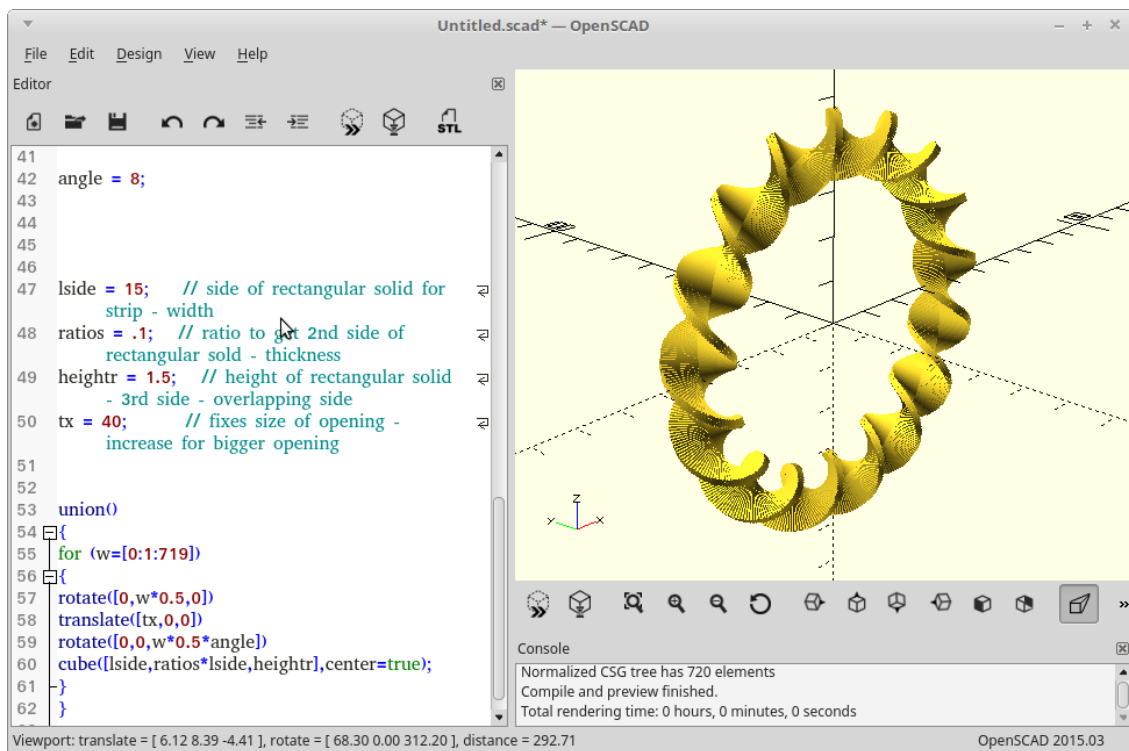 Untitled.scad* — OpenSCAD
File Edit Design View Help
Editor
STL
41
42 angle = 8;
43
44
45
46
47 lside = 15; // side of rectangular solid for
strip - width
48 ratios = .1; // ratio to get 2nd side of
rectangular sold - thickness
49 heightr = 1.5; // height of rectangular solid
- 3rd side - overlapping side
50 tx = 40; // fixes size of opening -
increase for bigger opening
51
52
53 union()
54 {
55 for (w=[0:1:719])
56 {
57 rotate([0,w*0.5,0])
58 translate([tx,0,0])
59 rotate([0,0,w*0.5*angle])
60 cube([lside,ratios*lside,heightr],center=true);
61 }
62 }
Z
Y X
»
Console
Normalized CSG tree has 720 elements
Compile and preview finished.
Total rendering time: 0 hours, 0 minutes, 0 seconds
Viewport: translate = [ 6.12 8.39 -4.41 ], rotate = [ 68.30 0.00 312.20 ], distance = 292.71
OpenSCAD 2015.03